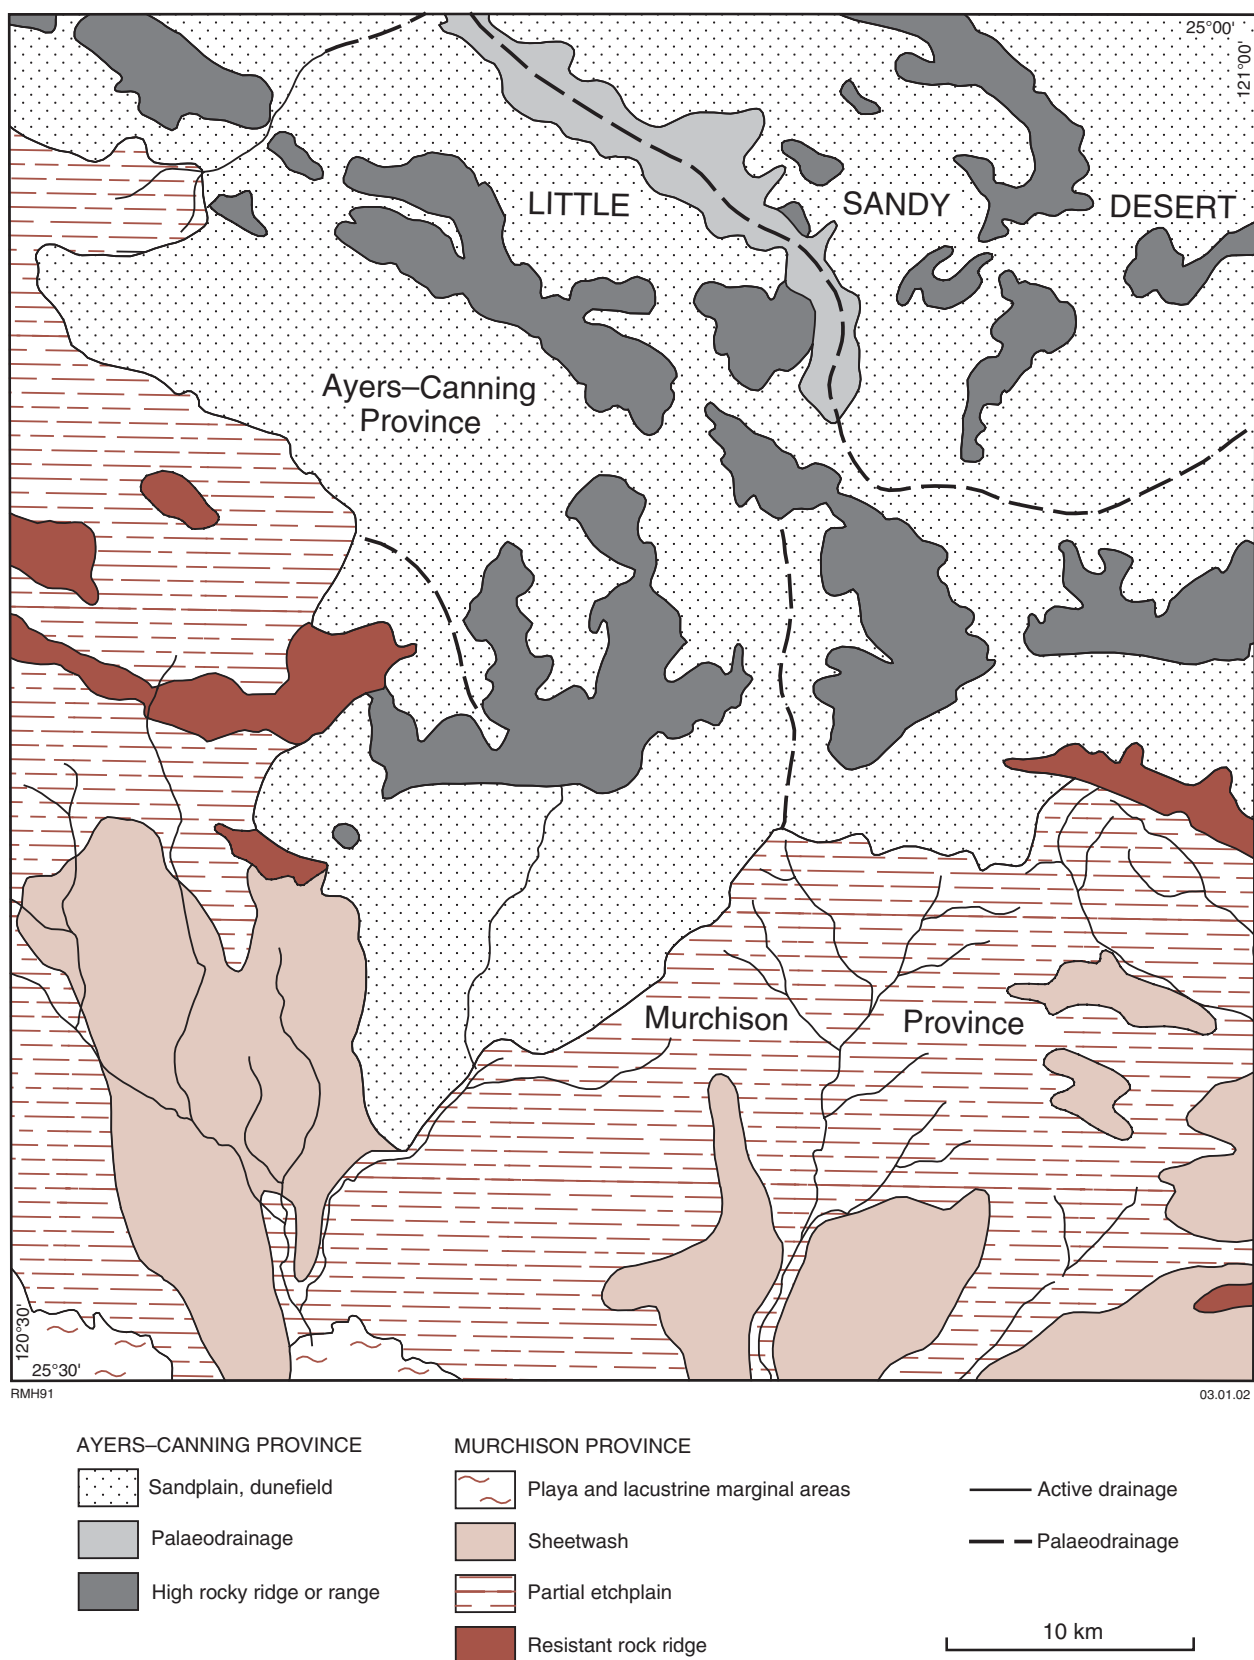 25°00'
121°00'
LITTLE
SANDY
DESERT
Ayers–Canning
Province
Murchison
Province
120°30'
25°30'
RMH91
03.01.02
AYERS–CANNING PROVINCE
Sandplain, dunefield
Palaeodrainage
High rocky ridge or range
MURCHISON PROVINCE
Playa and lacustrine marginal areas
Sheetwash
Partial etchplain
Resistant rock ridge
Active drainage
Palaeodrainage
10 km